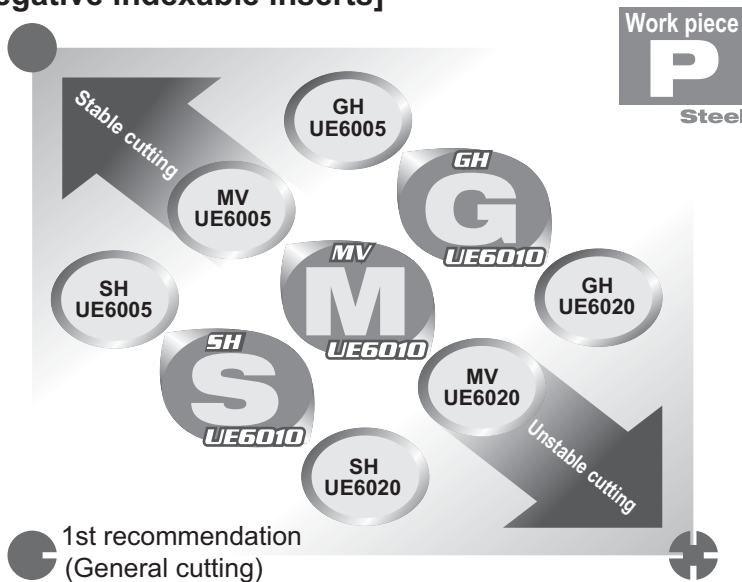 egative indexable inserts]
Work piece
P
Steel
Stable cutting
GH
UE6005
GH
G
UE6010
MV
UE6005
MV
M
UE6010
SH
UE6005
GH
UE6020
SH
S
UE6010
MV
UE6020
Unstable cutting
SH
UE6020
1st recommendation
(General cutting)